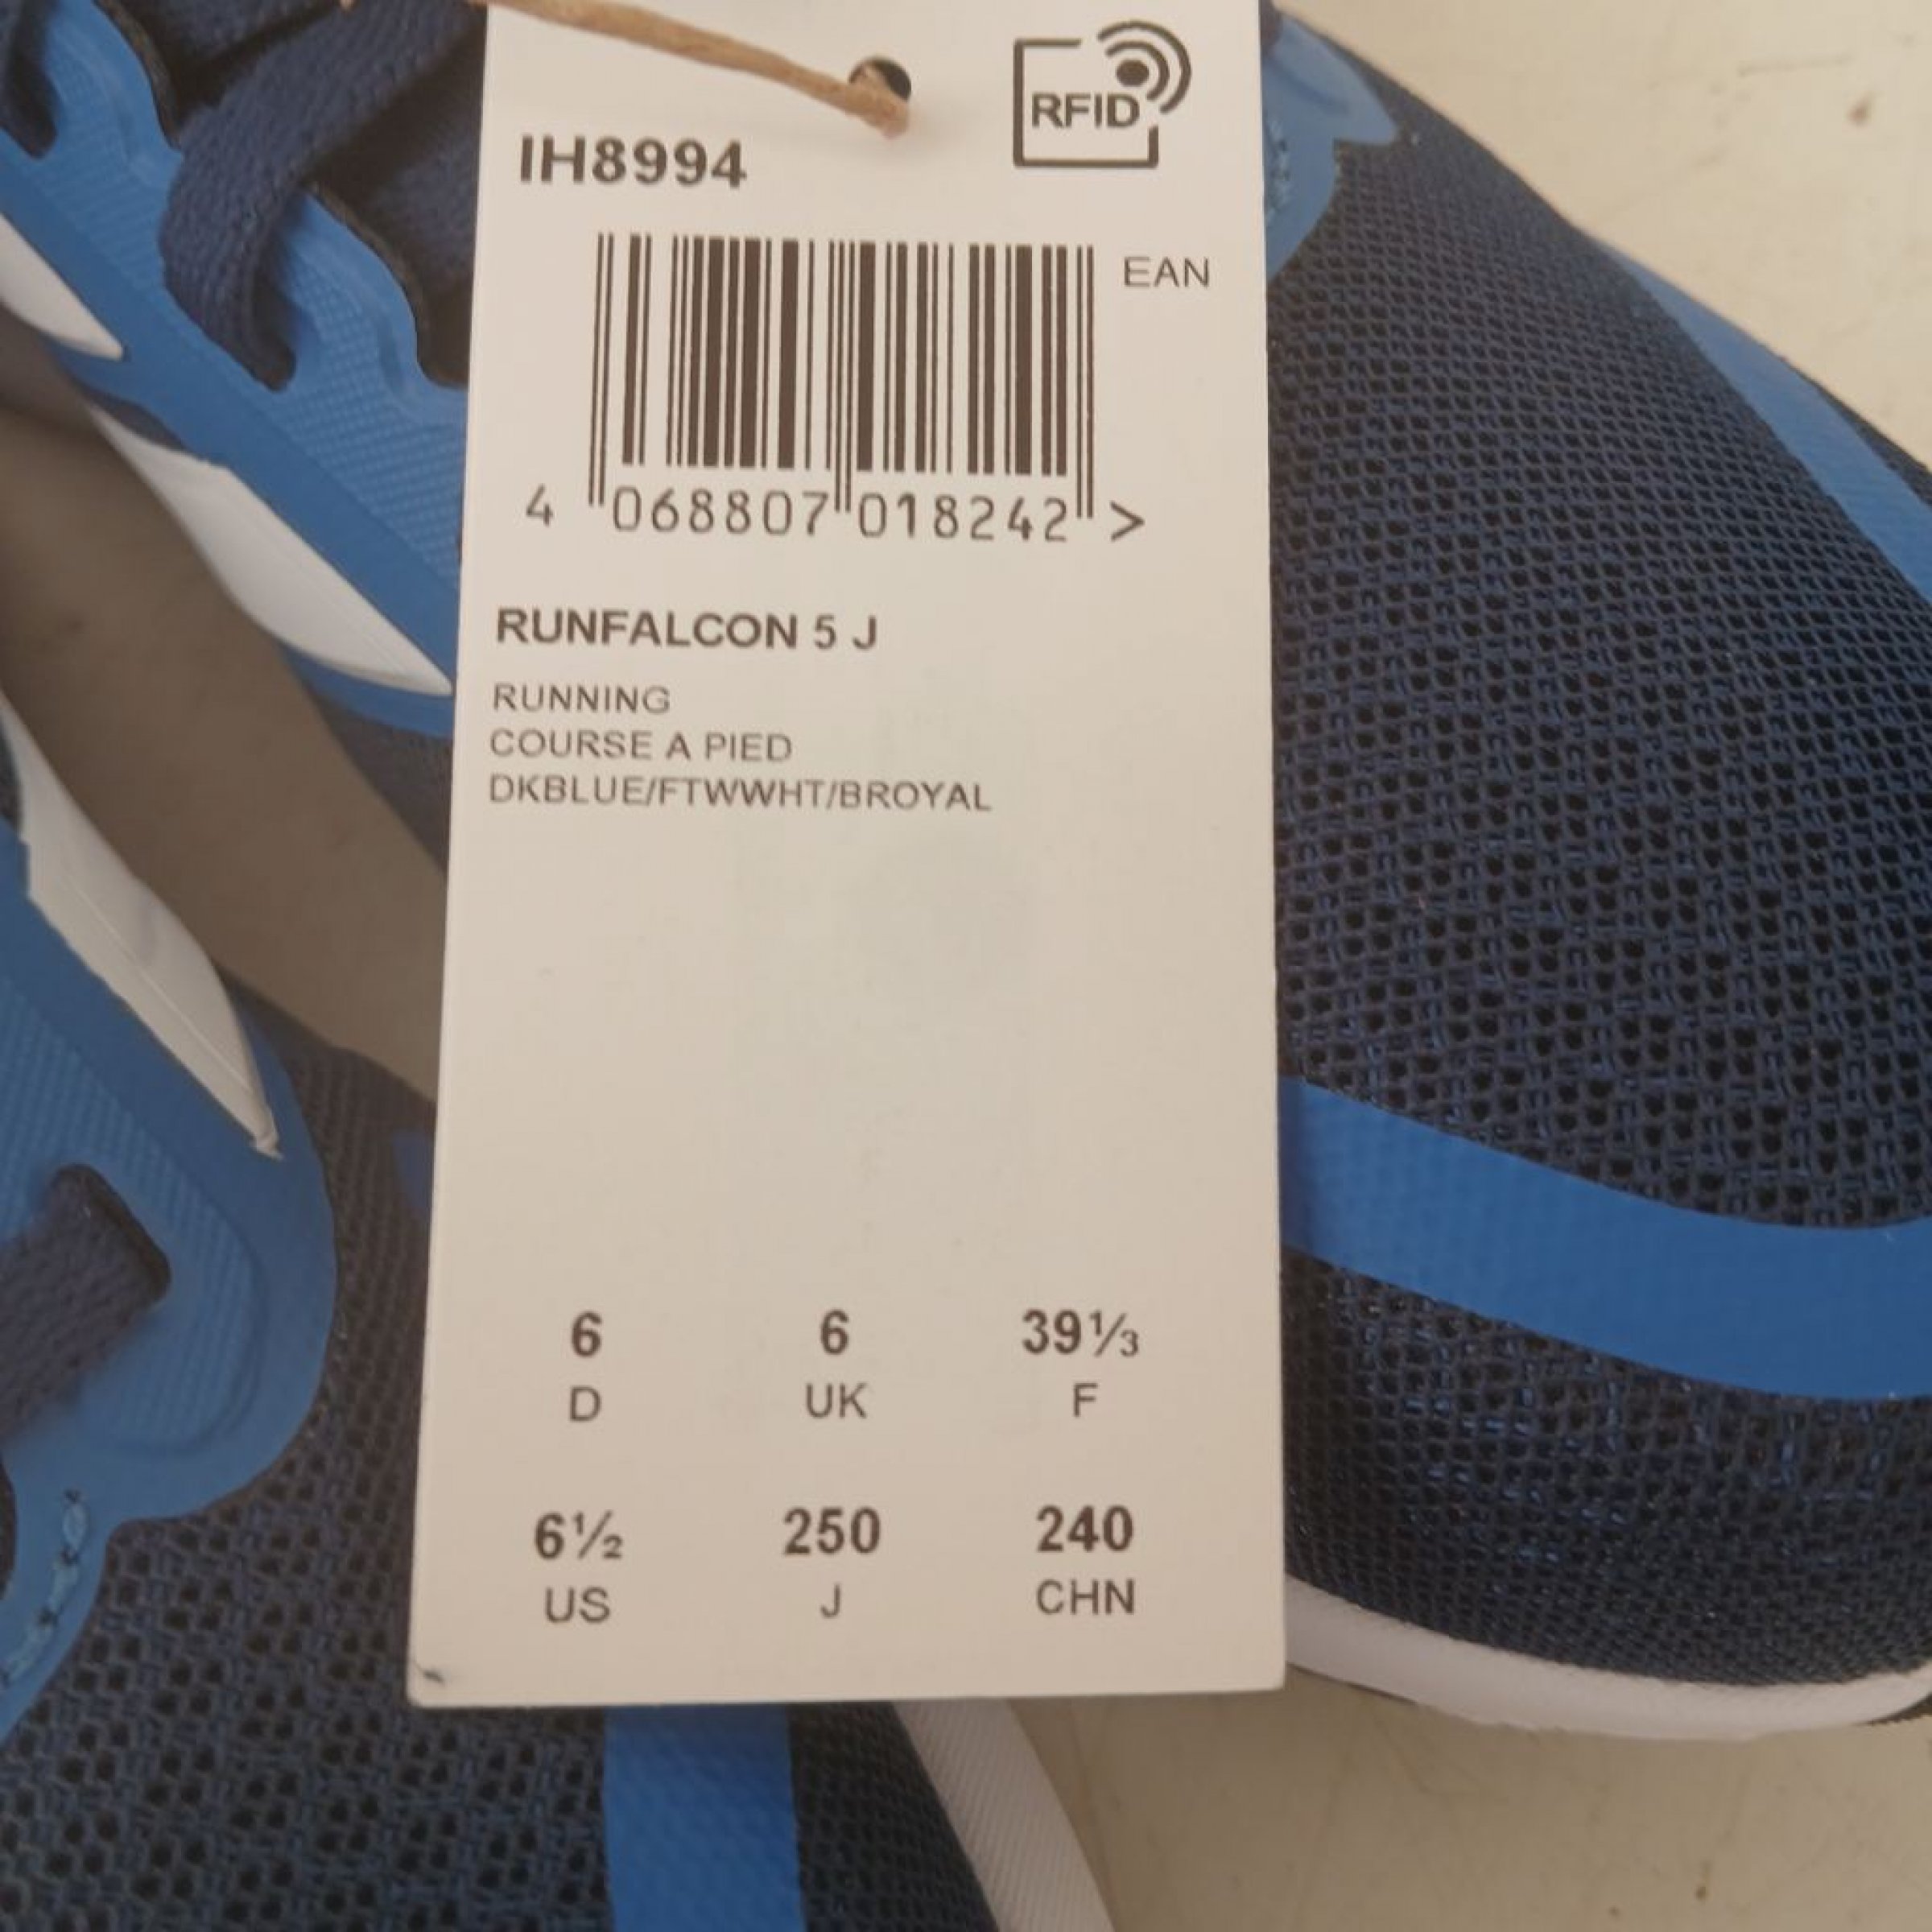 RFID
IH8994
EAN
4 068807 018242 >
RUNFALCON 5 J
RUNNING
COURSE A PIED
DKBLUE/FTWWHT/BROYAL
6 6 39⅓
D UK F
6½ 250 240
US J CHN